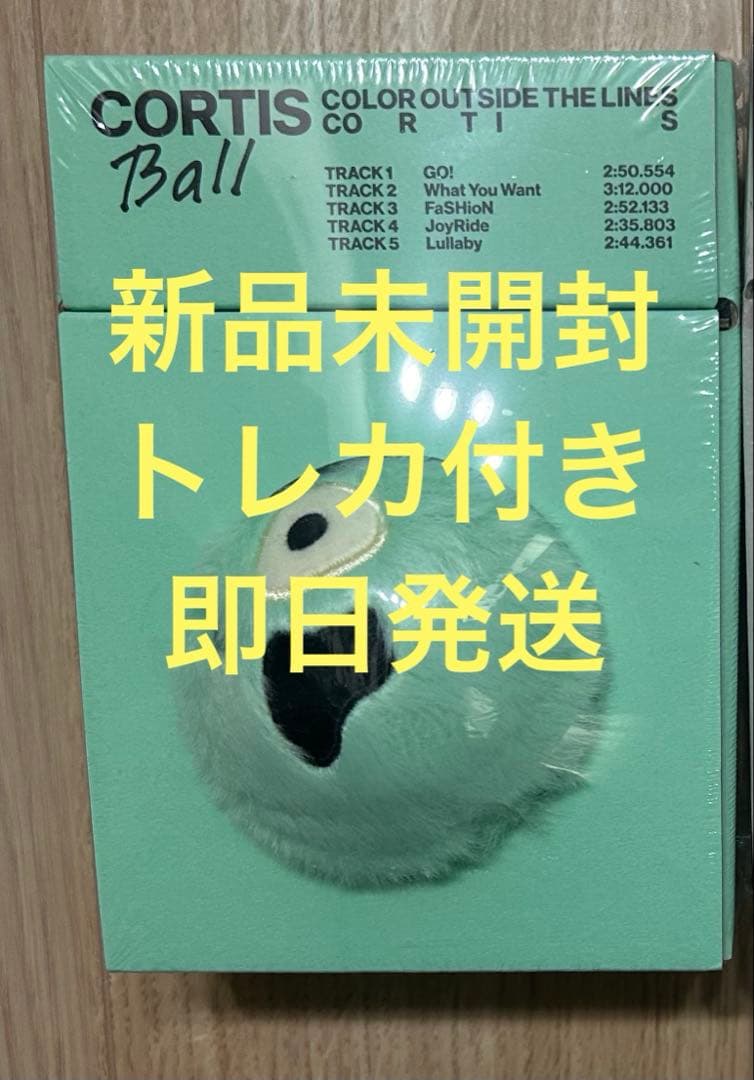 CORTIS
Ball
COLOR OUTSIDE THE LINES
CO R T I S
TRACK 1 GO! 2:50.554
TRACK 2 What You Want 3:12.000
TRACK 3 FaSHioN 2:52.133
TRACK 4 JoyRide 2:35.803
TRACK 5 Lullaby 2:44.361
新品未開封
トレカ付き
即日発送